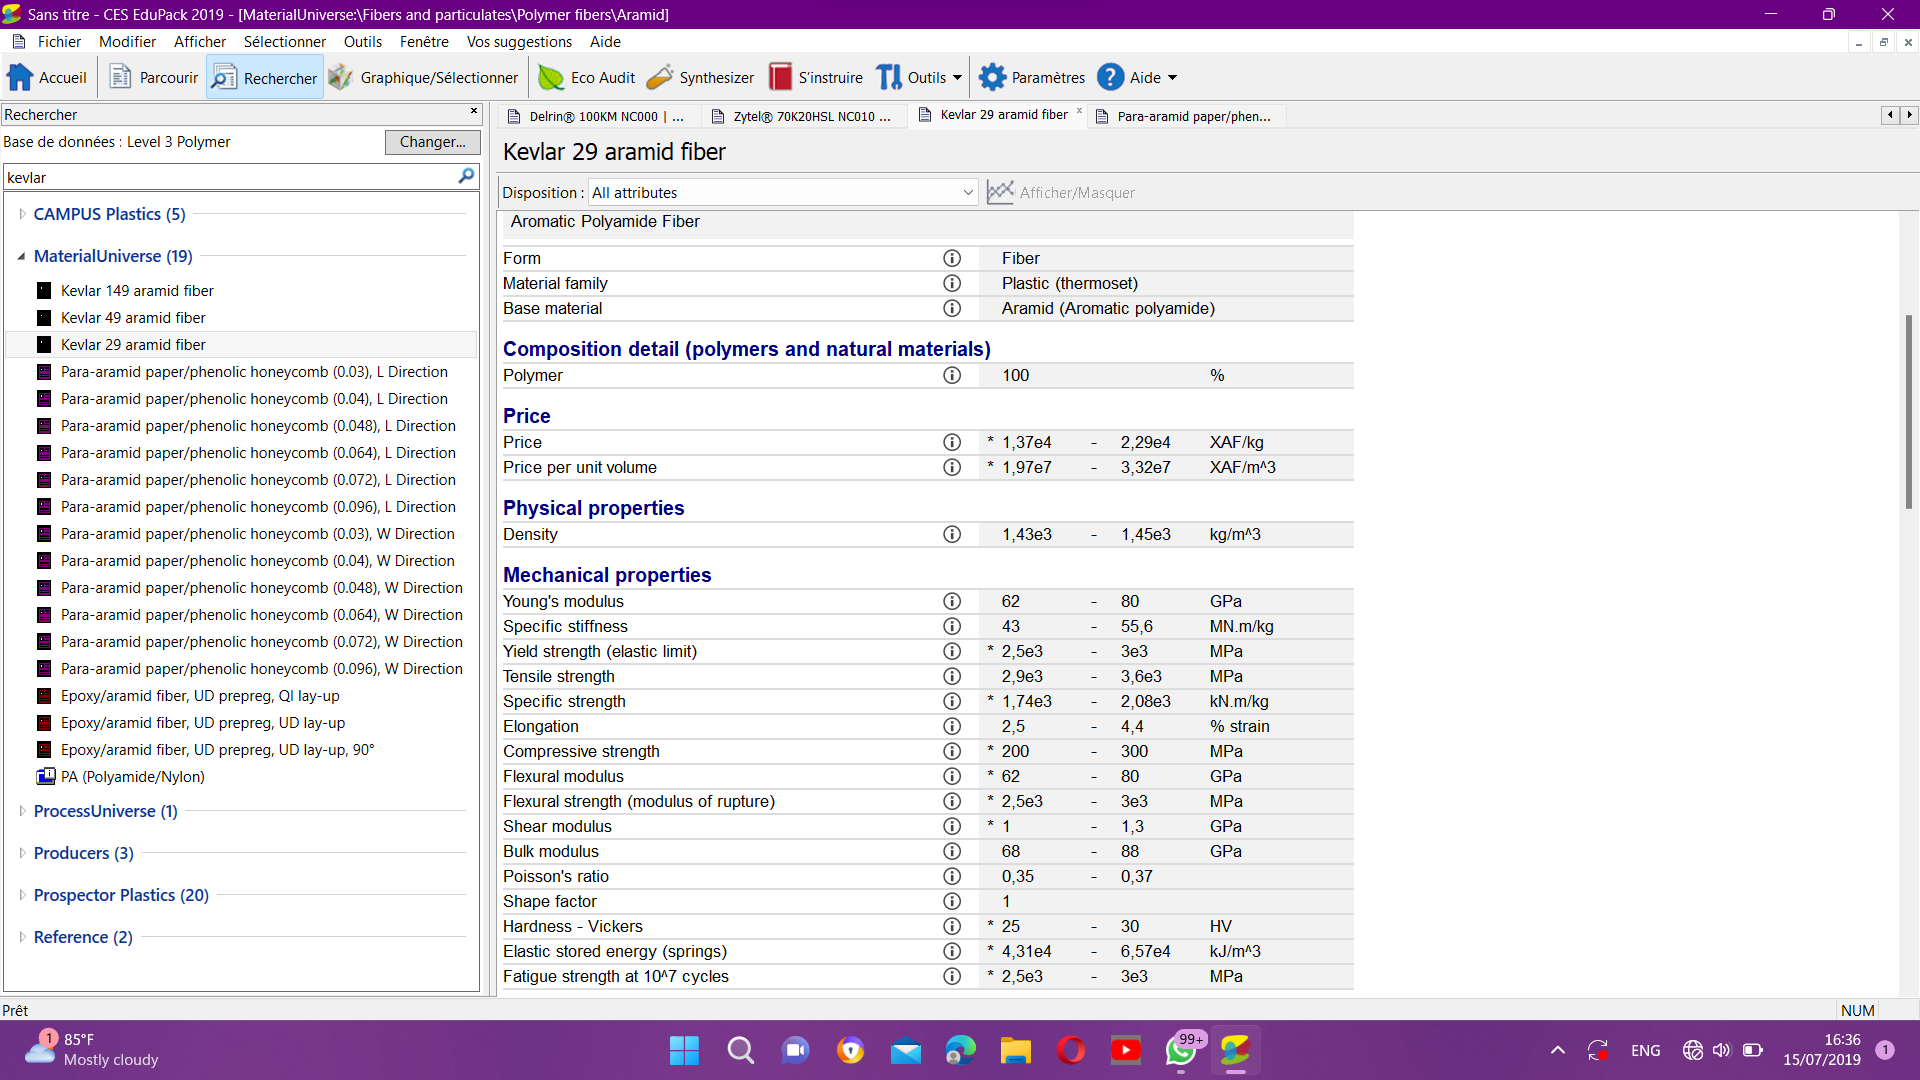 Sans titre - CES EduPack 2019 - [MaterialUniverse:\Fibers and particulates\Polymer fibers\Aramid]
Fichier Modifier Afficher Sélectionner Outils Fenêtre Vos suggestions Aide
Accueil Parcourir Rechercher Graphique/Sélectionner Eco Audit Synthesizer S'instruire Outils Paramètres Aide
Rechercher
Base de données : Level 3 Polymer Changer...
kevlar
CAMPUS Plastics (5)
MaterialUniverse (19)
Kevlar 149 aramid fiber
Kevlar 49 aramid fiber
Kevlar 29 aramid fiber
Para-aramid paper/phenolic honeycomb (0.03), L Direction
Para-aramid paper/phenolic honeycomb (0.04), L Direction
Para-aramid paper/phenolic honeycomb (0.048), L Direction
Para-aramid paper/phenolic honeycomb (0.064), L Direction
Para-aramid paper/phenolic honeycomb (0.072), L Direction
Para-aramid paper/phenolic honeycomb (0.096), L Direction
Para-aramid paper/phenolic honeycomb (0.03), W Direction
Para-aramid paper/phenolic honeycomb (0.04), W Direction
Para-aramid paper/phenolic honeycomb (0.048), W Direction
Para-aramid paper/phenolic honeycomb (0.064), W Direction
Para-aramid paper/phenolic honeycomb (0.072), W Direction
Para-aramid paper/phenolic honeycomb (0.096), W Direction
Epoxy/aramid fiber, UD prepreg, QI lay-up
Epoxy/aramid fiber, UD prepreg, UD lay-up
Epoxy/aramid fiber, UD prepreg, UD lay-up, 90°
PA (Polyamide/Nylon)
ProcessUniverse (1)
Producers (3)
Prospector Plastics (20)
Reference (2)
Delrin® 100KM NC000 | ... Zytel® 70K20HSL NC010 ... Kevlar 29 aramid fiber Para-aramid paper/phen...
Kevlar 29 aramid fiber
Disposition : All attributes Afficher/Masquer
Aromatic Polyamide Fiber
Form Fiber
Material family Plastic (thermoset)
Base material Aramid (Aromatic polyamide)
Composition detail (polymers and natural materials)
Polymer 100 %
Price
Price * 1,37e4 - 2,29e4 XAF/kg
Price per unit volume * 1,97e7 - 3,32e7 XAF/m^3
Physical properties
Density 1,43e3 - 1,45e3 kg/m^3
Mechanical properties
Young's modulus 62 - 80 GPa
Specific stiffness 43 - 55,6 MN.m/kg
Yield strength (elastic limit) * 2,5e3 - 3e3 MPa
Tensile strength 2,9e3 - 3,6e3 MPa
Specific strength * 1,74e3 - 2,08e3 kN.m/kg
Elongation 2,5 - 4,4 % strain
Compressive strength * 200 - 300 MPa
Flexural modulus * 62 - 80 GPa
Flexural strength (modulus of rupture) * 2,5e3 - 3e3 MPa
Shear modulus * 1 - 1,3 GPa
Bulk modulus 68 - 88 GPa
Poisson's ratio 0,35 - 0,37
Shape factor 1
Hardness - Vickers * 25 - 30 HV
Elastic stored energy (springs) * 4,31e4 - 6,57e4 kJ/m^3
Fatigue strength at 10^7 cycles * 2,5e3 - 3e3 MPa
Prêt NUM
1 85°F
Mostly cloudy
99+
ENG
16:36
15/07/2019
1